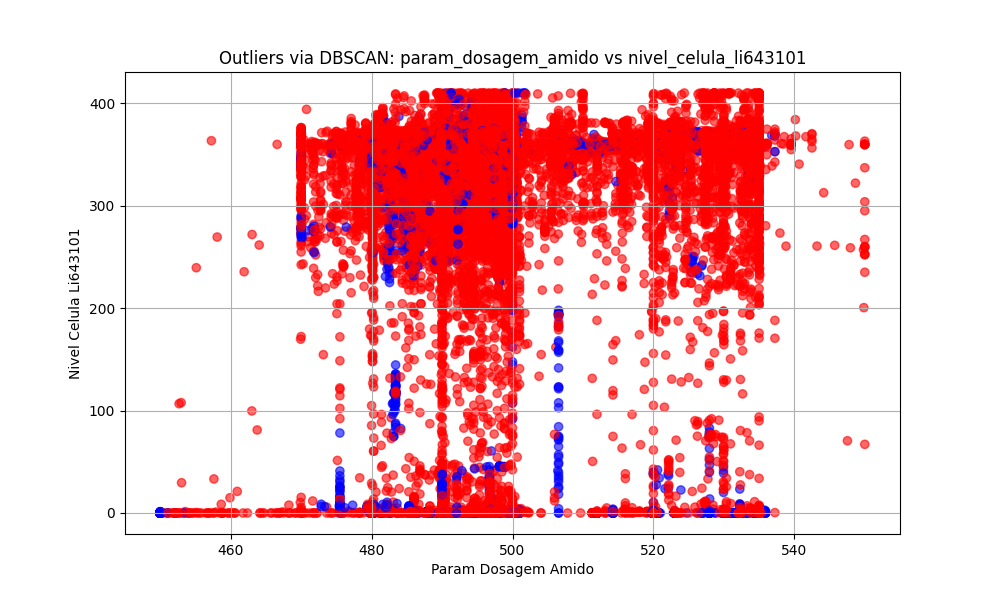 Outliers via DBSCAN: param_dosagem_amido vs nivel_celula_li643101
400
300
200
100
0
Nivel Celula Li643101
460 480 500 520 540
Param Dosagem Amido